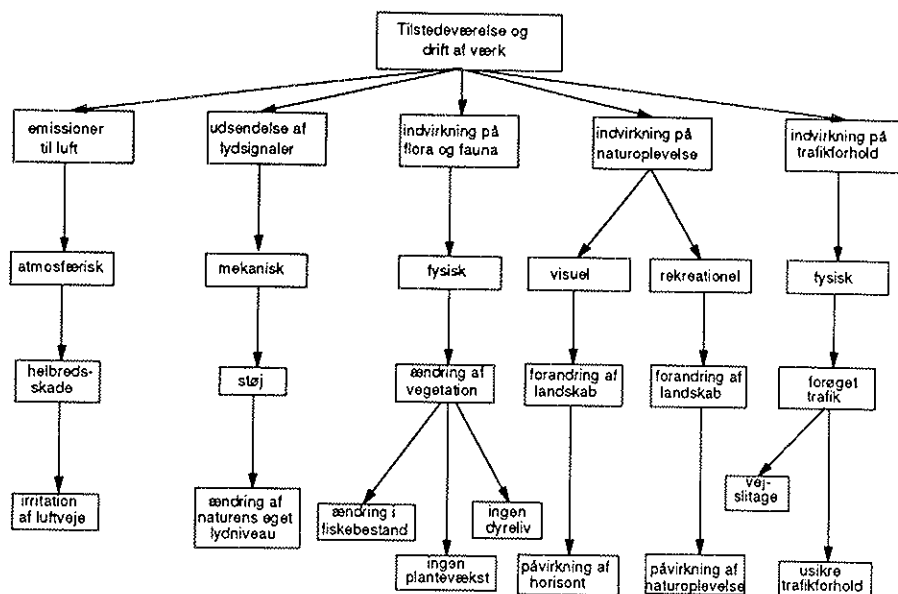 Tilstedeværelse og
drift af værk
emissioner
til luft
udsendelse af
lydsignaler
indvirkning på
flora og fauna
indvirkning på
naturoplevelse
indvirkning på
trafikforhold
atmosfærisk
mekanisk
fysisk
visuel
rekreationel
fysisk
helbreds-
skade
støj
ændring af
vegetation
forandring af
landskab
forandring af
landskab
forøget
trafik
irritation
af luftveje
ændring af
naturens eget
lydniveau
ændring i
fiskebestand
ingen
dyreliv
vej-
slitage
ingen
plantevækst
påvirkning af
horisont
påvirkning af
naturoplevelse
usikre
trafikforhold